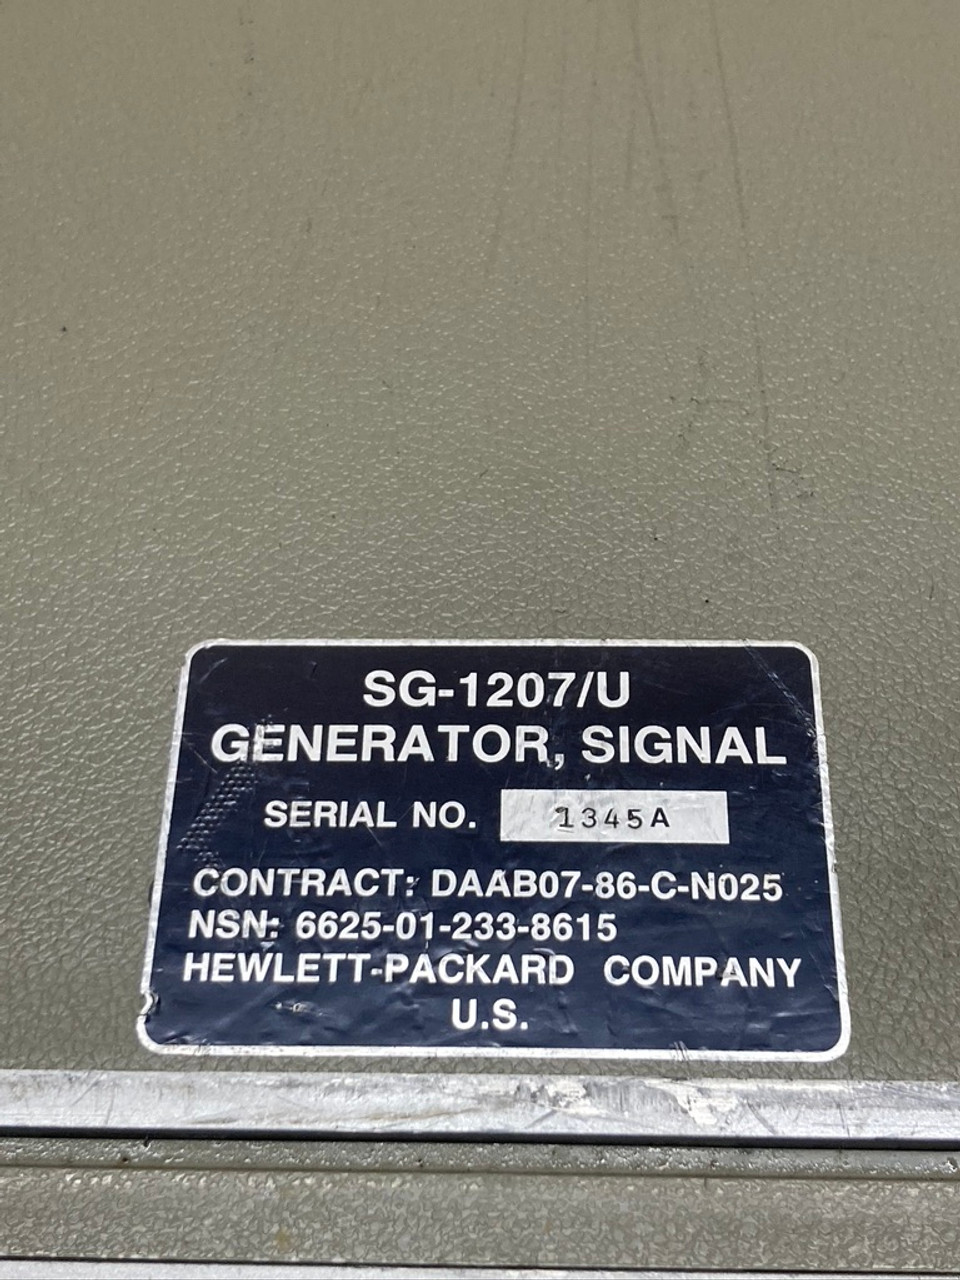 SG-1207/U
GENERATOR, SIGNAL
SERIAL NO. 1345A
CONTRACT: DAAB07-86-C-N025
NSN: 6625-01-233-8615
HEWLETT-PACKARD COMPANY
U.S.